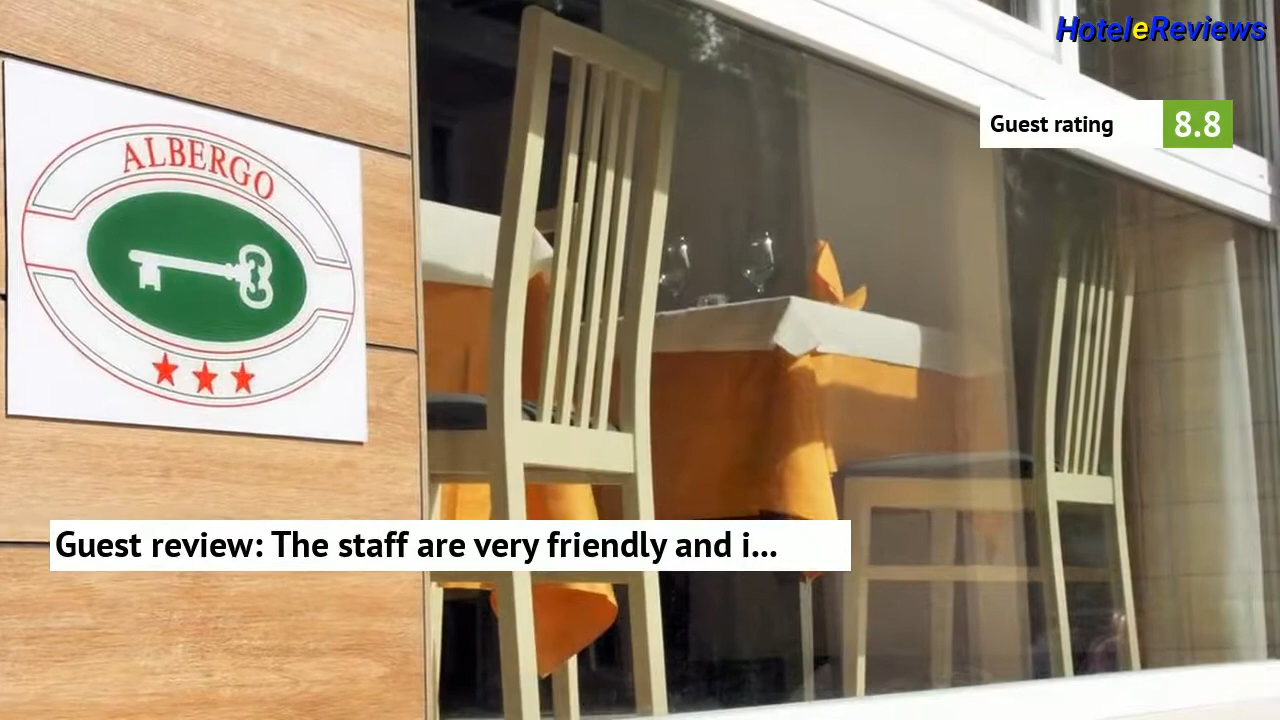 HoteleReviews
Guest rating 8.8
ALBERGO
Guest review: The staff are very friendly and i...